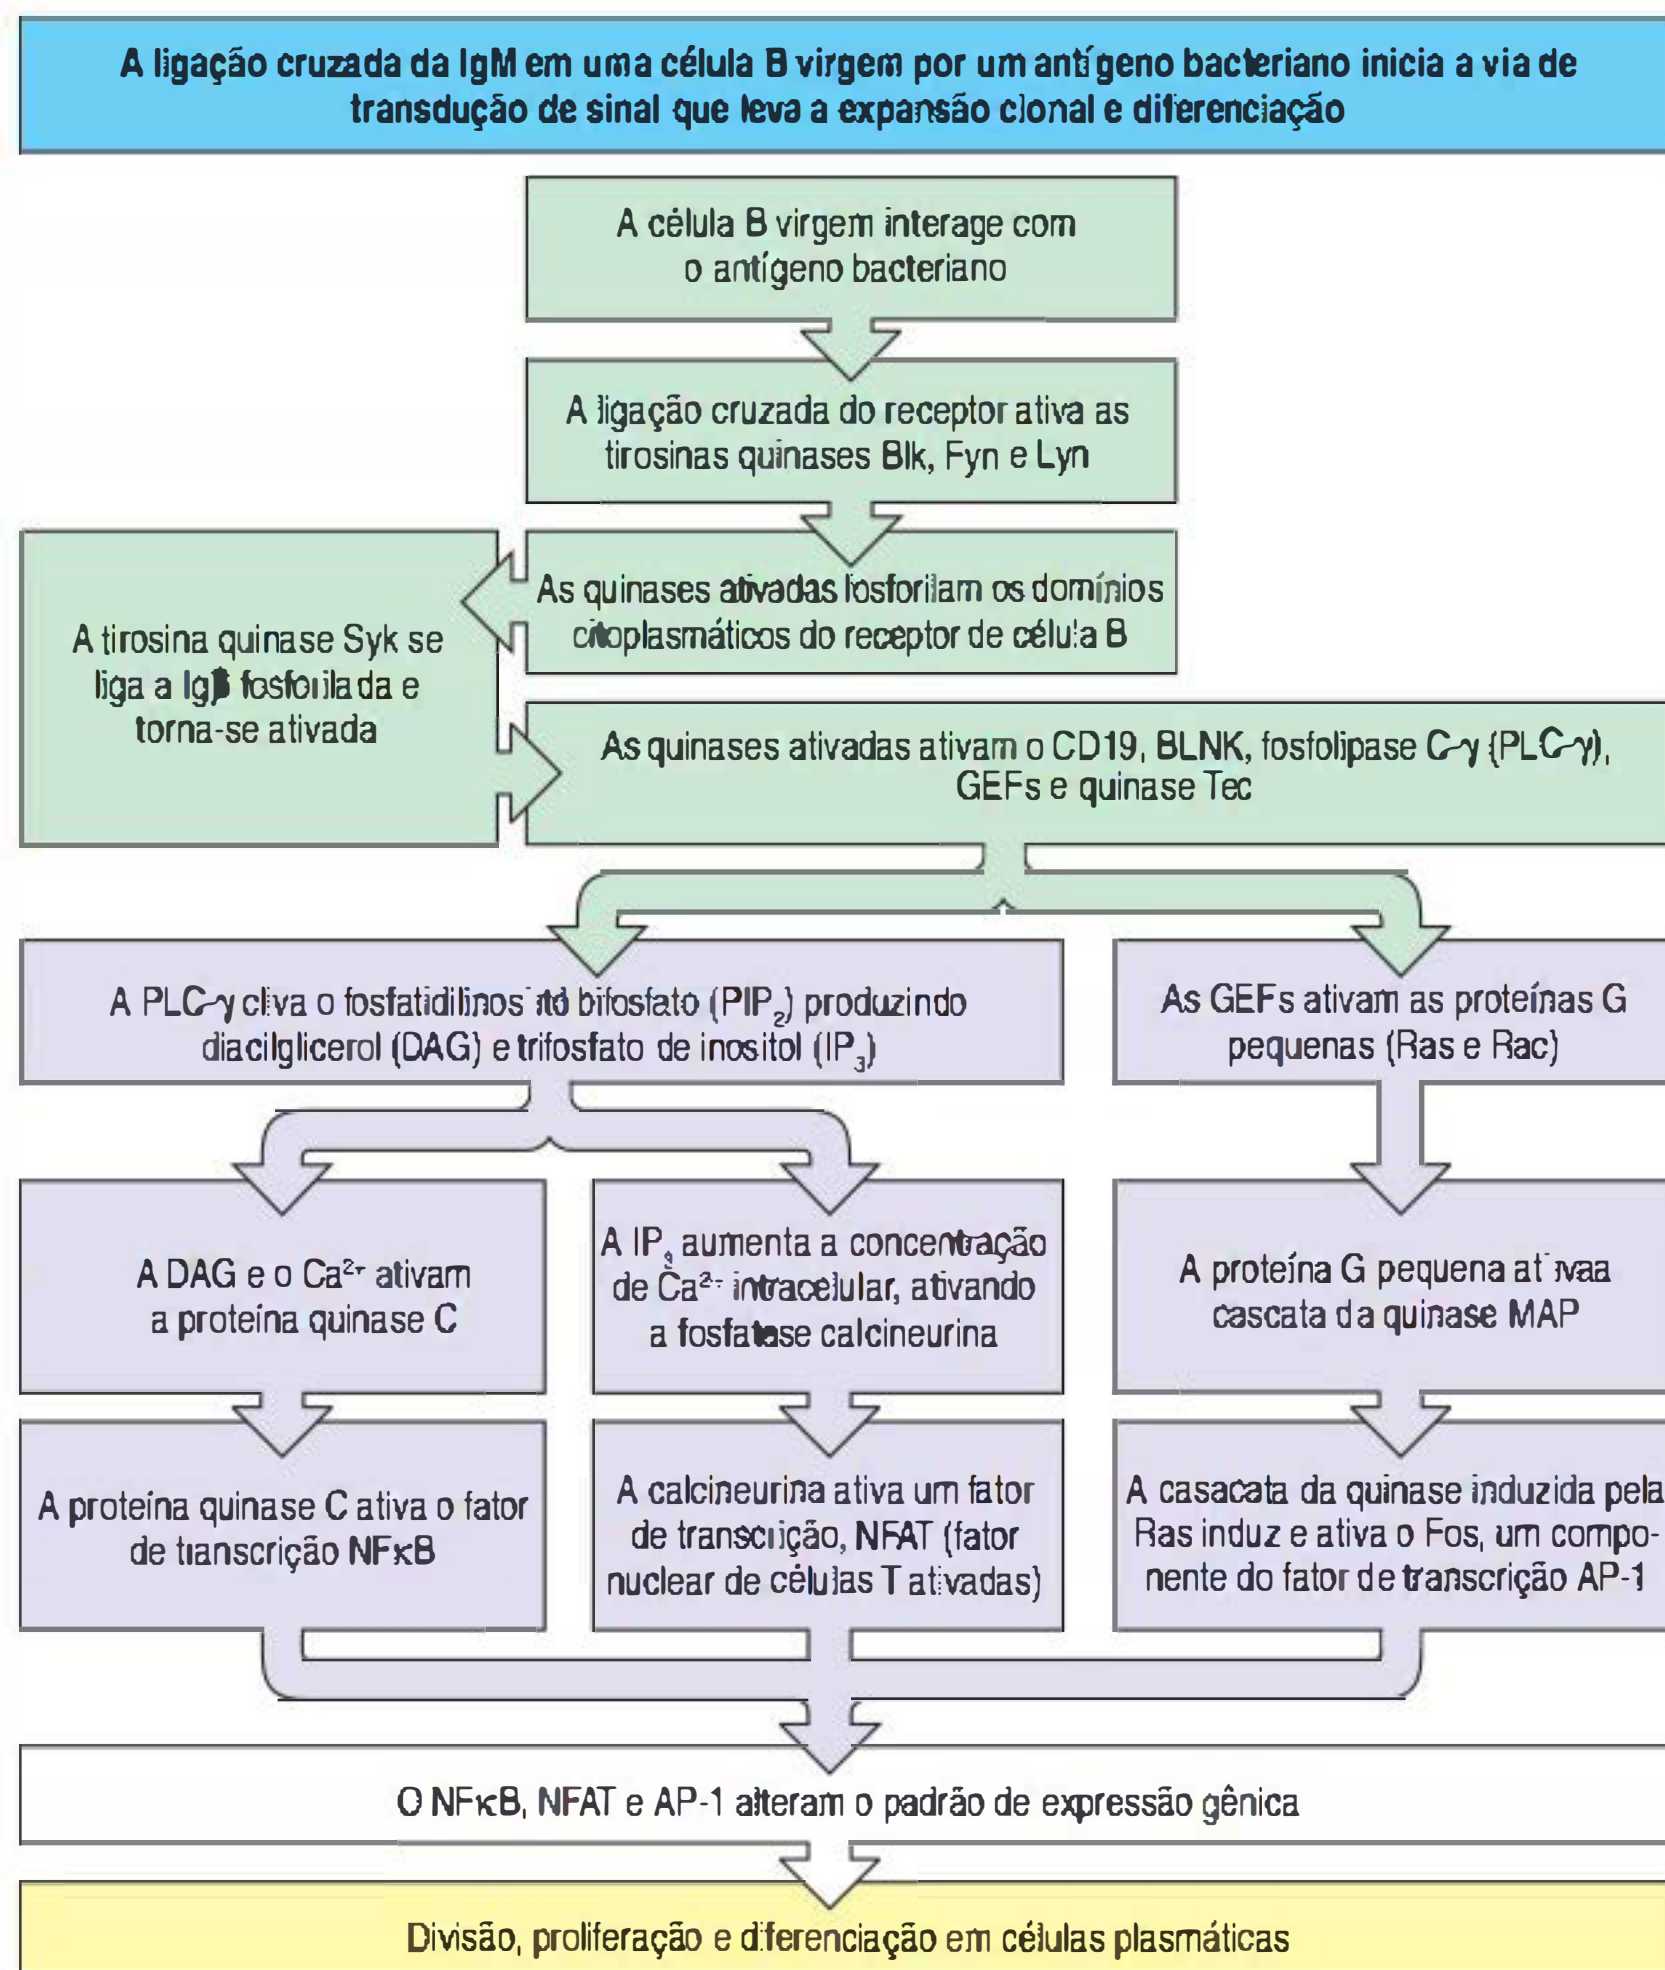 A ligação cruzada da IgM em uma célula B virgem por um antígeno bacteriano inicia a via de
transdução de sinal que leva a expansão clonal e diferenciação
A célula B virgem interage com
o antígeno bacteriano
A ligação cruzada do receptor ativa as
tirosinas quinases Blk, Fyn e Lyn
As quinases ativadas fosforilam os domínios
citoplasmáticos do receptor de célula B
A tirosina quinase Syk se
liga a Igβ fosforilada e
torna-se ativada
As quinases ativadas ativam o CD19, BLNK, fosfolipase C-γ (PLC-γ),
GEFs e quinase Tec
A PLC-γ cliva o fosfatidilinositol bifosfato (PIP₂) produzindo
diacilglicerol (DAG) e trifosfato de inositol (IP₃)
As GEFs ativam as proteínas G
pequenas (Ras e Rac)
A DAG e o Ca²⁺ ativam
a proteína quinase C
A IP₃ aumenta a concentração
de Ca²⁺ intracelular, ativando
a fosfatase calcineurina
A proteína G pequena ativa a
cascata da quinase MAP
A proteína quinase C ativa o fator
de transcrição NFκB
A calcineurina ativa um fator
de transcrição, NFAT (fator
nuclear de células T ativadas)
A casacata da quinase induzida pela
Ras induz e ativa o Fos, um compo-
nente do fator de transcrição AP-1
O NFκB, NFAT e AP-1 alteram o padrão de expressão gênica
Divisão, proliferação e diferenciação em células plasmáticas